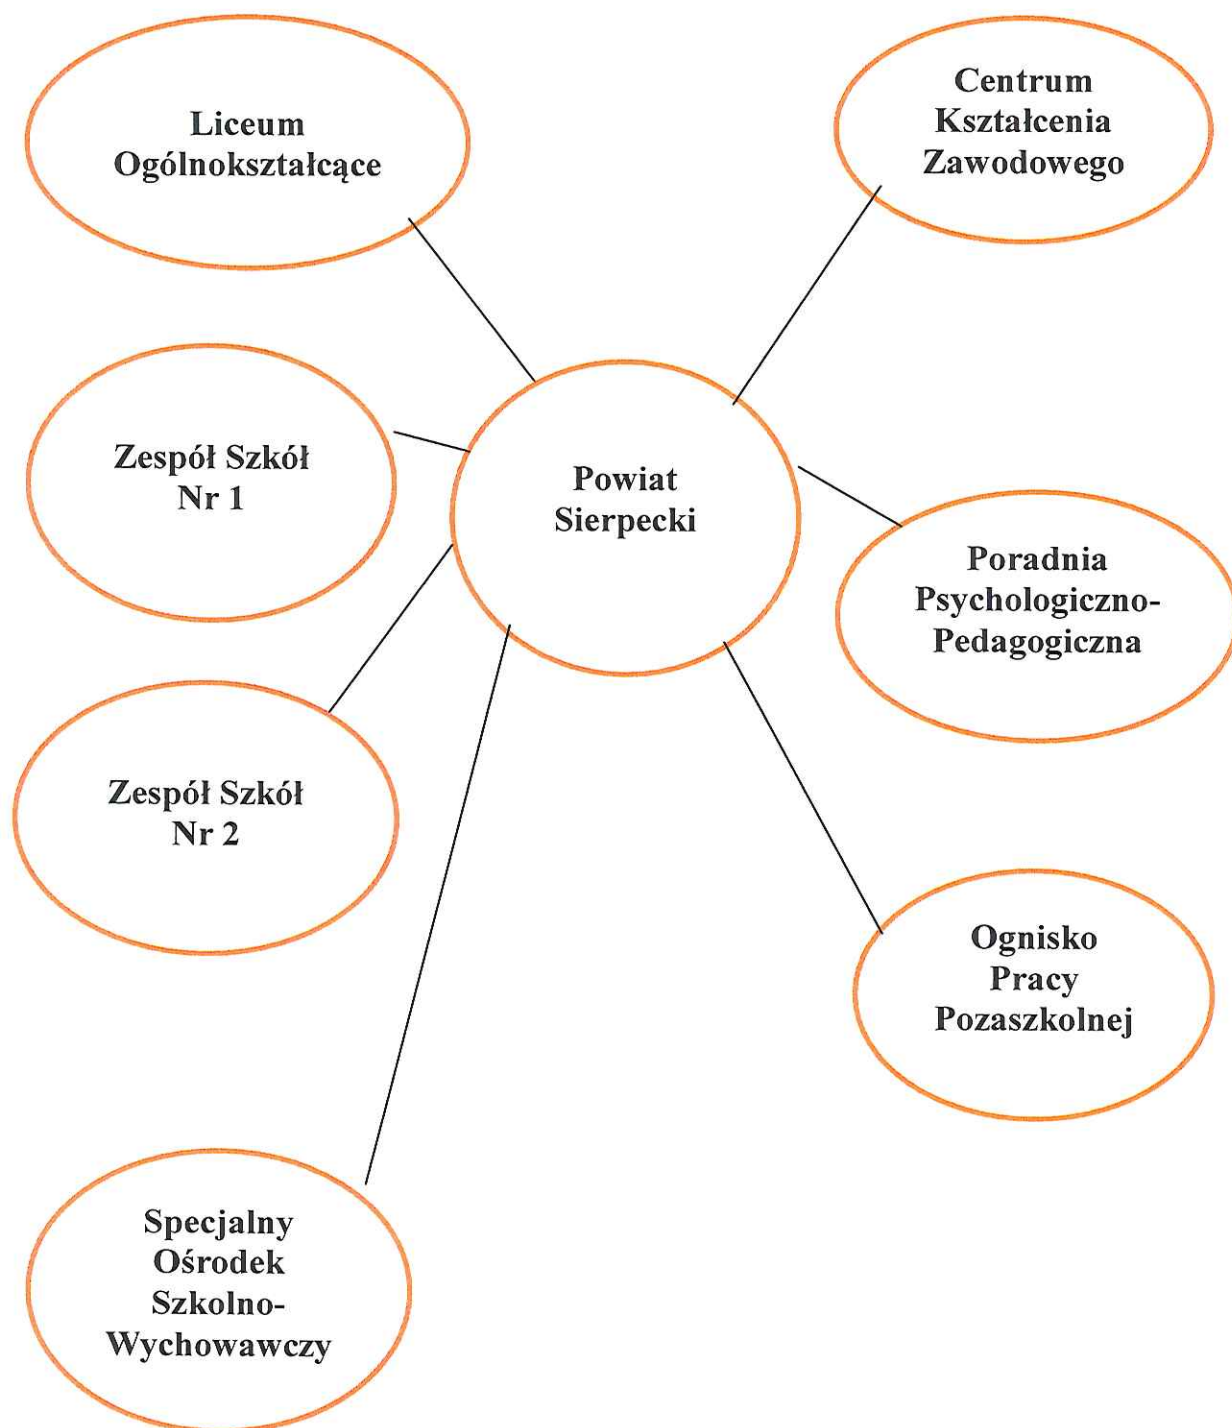 Liceum
Ogólnokształcące
Centrum
Kształcenia
Zawodowego
Zespół Szkół
Nr 1
Powiat
Sierpecki
Poradnia
Psychologiczno-
Pedagogiczna
Zespół Szkół
Nr 2
Ognisko
Pracy
Pozaszkolnej
Specjalny
Ośrodek
Szkolno-
Wychowawczy